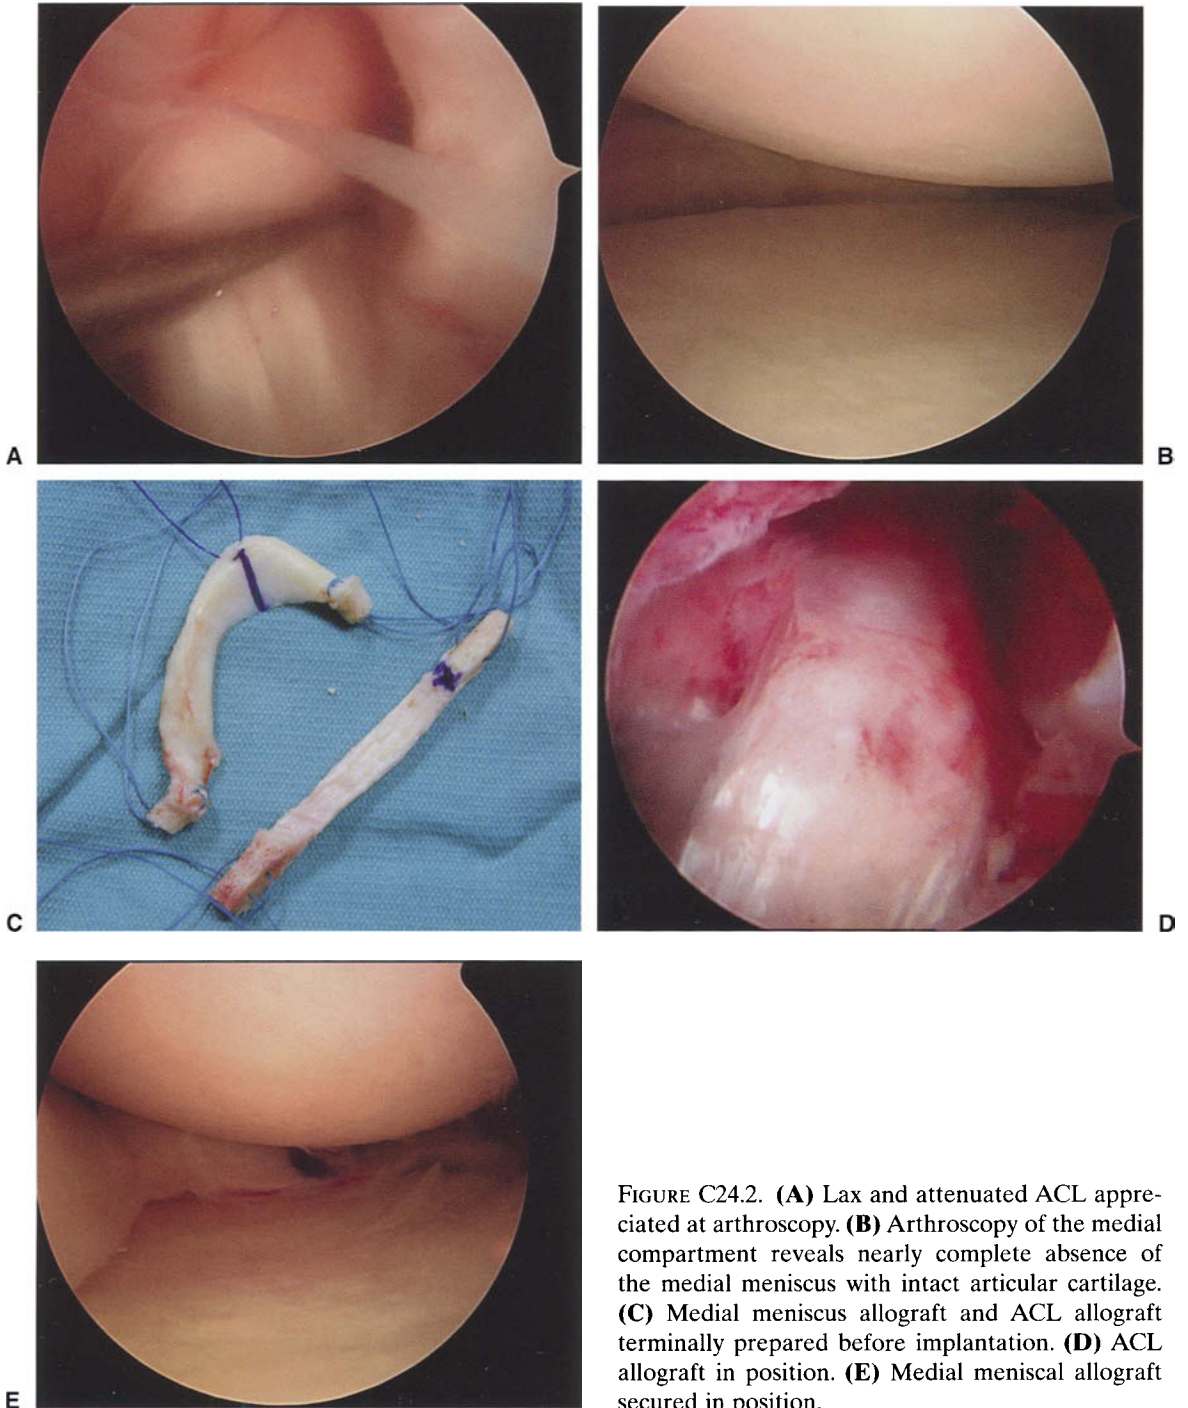 A
B
C
D
E
FIGURE C24.2. (A) Lax and attenuated ACL appre-
ciated at arthroscopy. (B) Arthroscopy of the medial
compartment reveals nearly complete absence of
the medial meniscus with intact articular cartilage.
(C) Medial meniscus allograft and ACL allograft
terminally prepared before implantation. (D) ACL
allograft in position. (E) Medial meniscal allograft
secured in position.